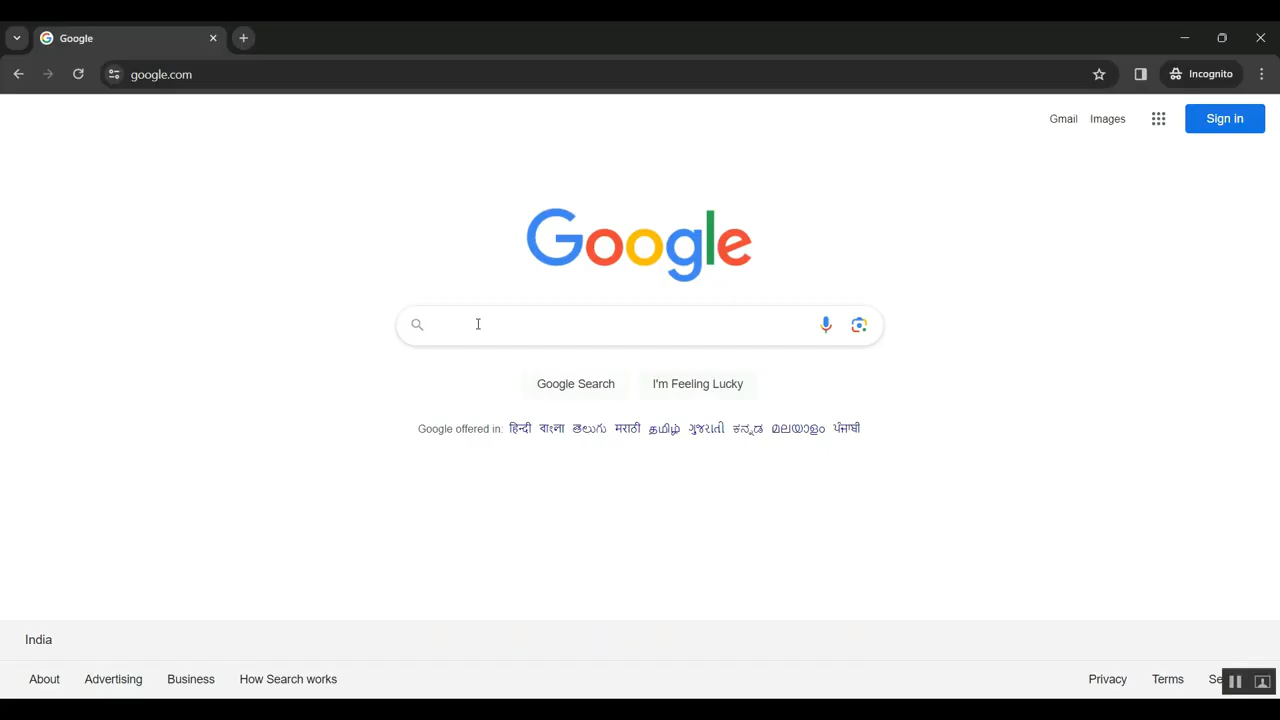 Google
google.com
Incognito
Gmail Images Sign in
Google
Google Search I'm Feeling Lucky
Google offered in: हिन्दी বাংলা తెలుగు मराठी தமிழ் ગુજરાતી ಕನ್ನಡ മലയാളം ਪੰਜਾਬੀ
India
About Advertising Business How Search works Privacy Terms Se